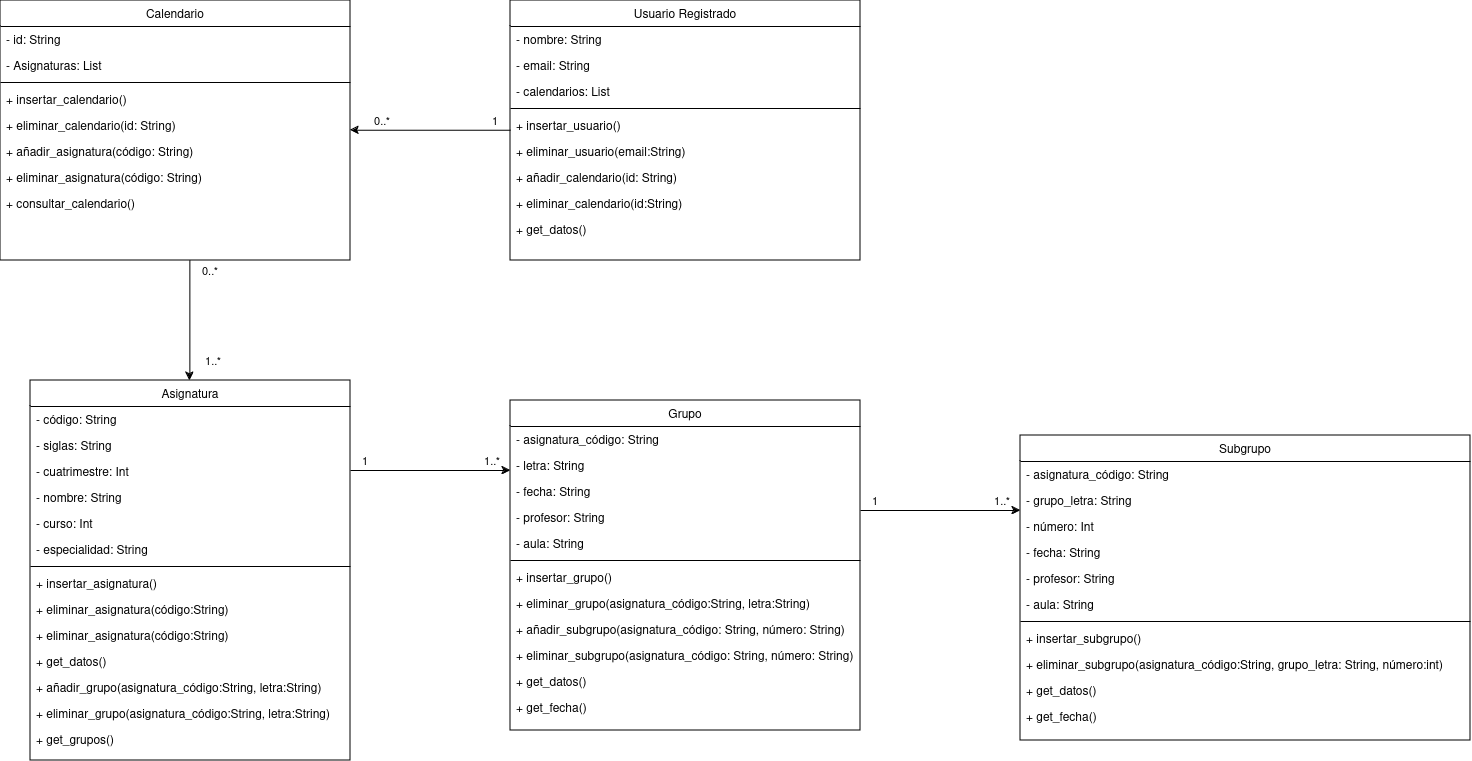 Calendario
- id: String
- Asignaturas: List
+ insertar_calendario()
+ eliminar_calendario(id: String)
+ añadir_asignatura(código: String)
+ eliminar_asignatura(código: String)
+ consultar_calendario()
Usuario Registrado
- nombre: String
- email: String
- calendarios: List
+ insertar_usuario()
+ eliminar_usuario(email:String)
+ añadir_calendario(id: String)
+ eliminar_calendario(id:String)
+ get_datos()
0..*
1
0..*
1..*
Asignatura
- código: String
- siglas: String
- cuatrimestre: Int
- nombre: String
- curso: Int
- especialidad: String
+ insertar_asignatura()
+ eliminar_asignatura(código:String)
+ eliminar_asignatura(código:String)
+ get_datos()
+ añadir_grupo(asignatura_código:String, letra:String)
+ eliminar_grupo(asignatura_código:String, letra:String)
+ get_grupos()
1
1..*
Grupo
- asignatura_código: String
- letra: String
- fecha: String
- profesor: String
- aula: String
+ insertar_grupo()
+ eliminar_grupo(asignatura_código:String, letra:String)
+ añadir_subgrupo(asignatura_código: String, número: String)
+ eliminar_subgrupo(asignatura_código: String, número: String)
+ get_datos()
+ get_fecha()
1
1..*
Subgrupo
- asignatura_código: String
- grupo_letra: String
- número: Int
- fecha: String
- profesor: String
- aula: String
+ insertar_subgrupo()
+ eliminar_subgrupo(asignatura_código:String, grupo_letra: String, número:int)
+ get_datos()
+ get_fecha()